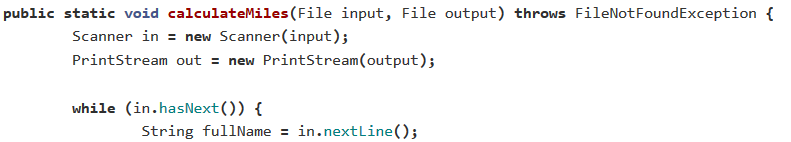 public static void calculateMiles(File input, File output) throws FileNotFoundException {
Scanner in = new Scanner(input);
PrintStream out = new PrintStream(output);
while (in.hasNext()) {
String fullName = in.nextLine();